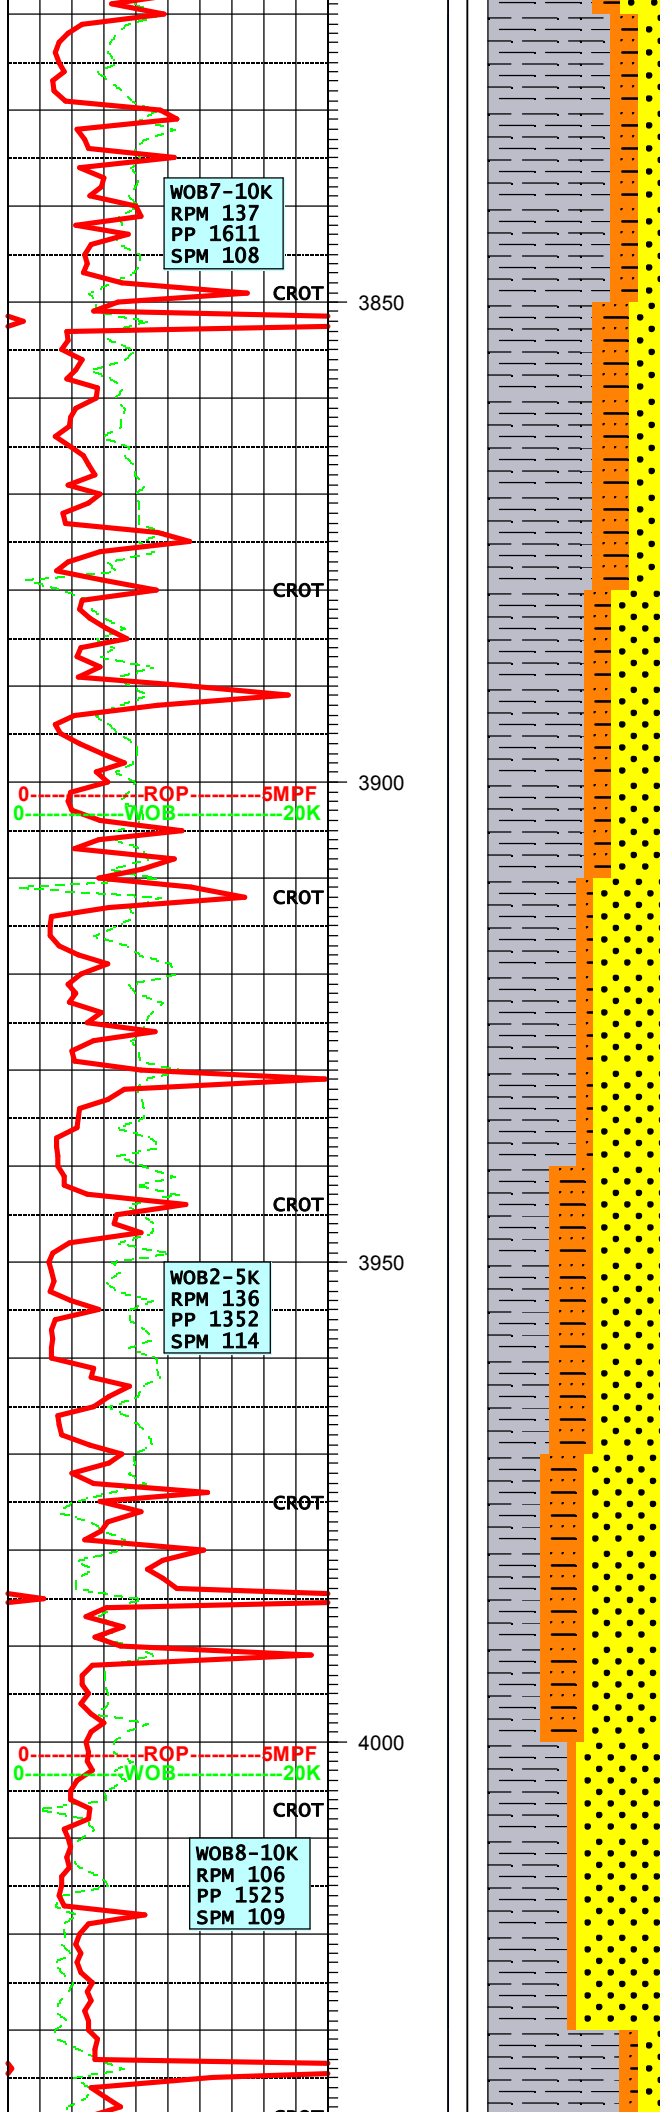 WOB7-10K
RPM 137
PP 1611
SPM 108
CROT
3850
CROT
3900
0-----------ROP-------5MPF
0-----------WOB-----------20K
CROT
CROT
3950
WOB2-5K
RPM 136
PP 1352
SPM 114
CROT
4000
0-----------ROP-------5MPF
0-----------WOB-----------20K
CROT
WOB8-10K
RPM 106
PP 1525
SPM 109